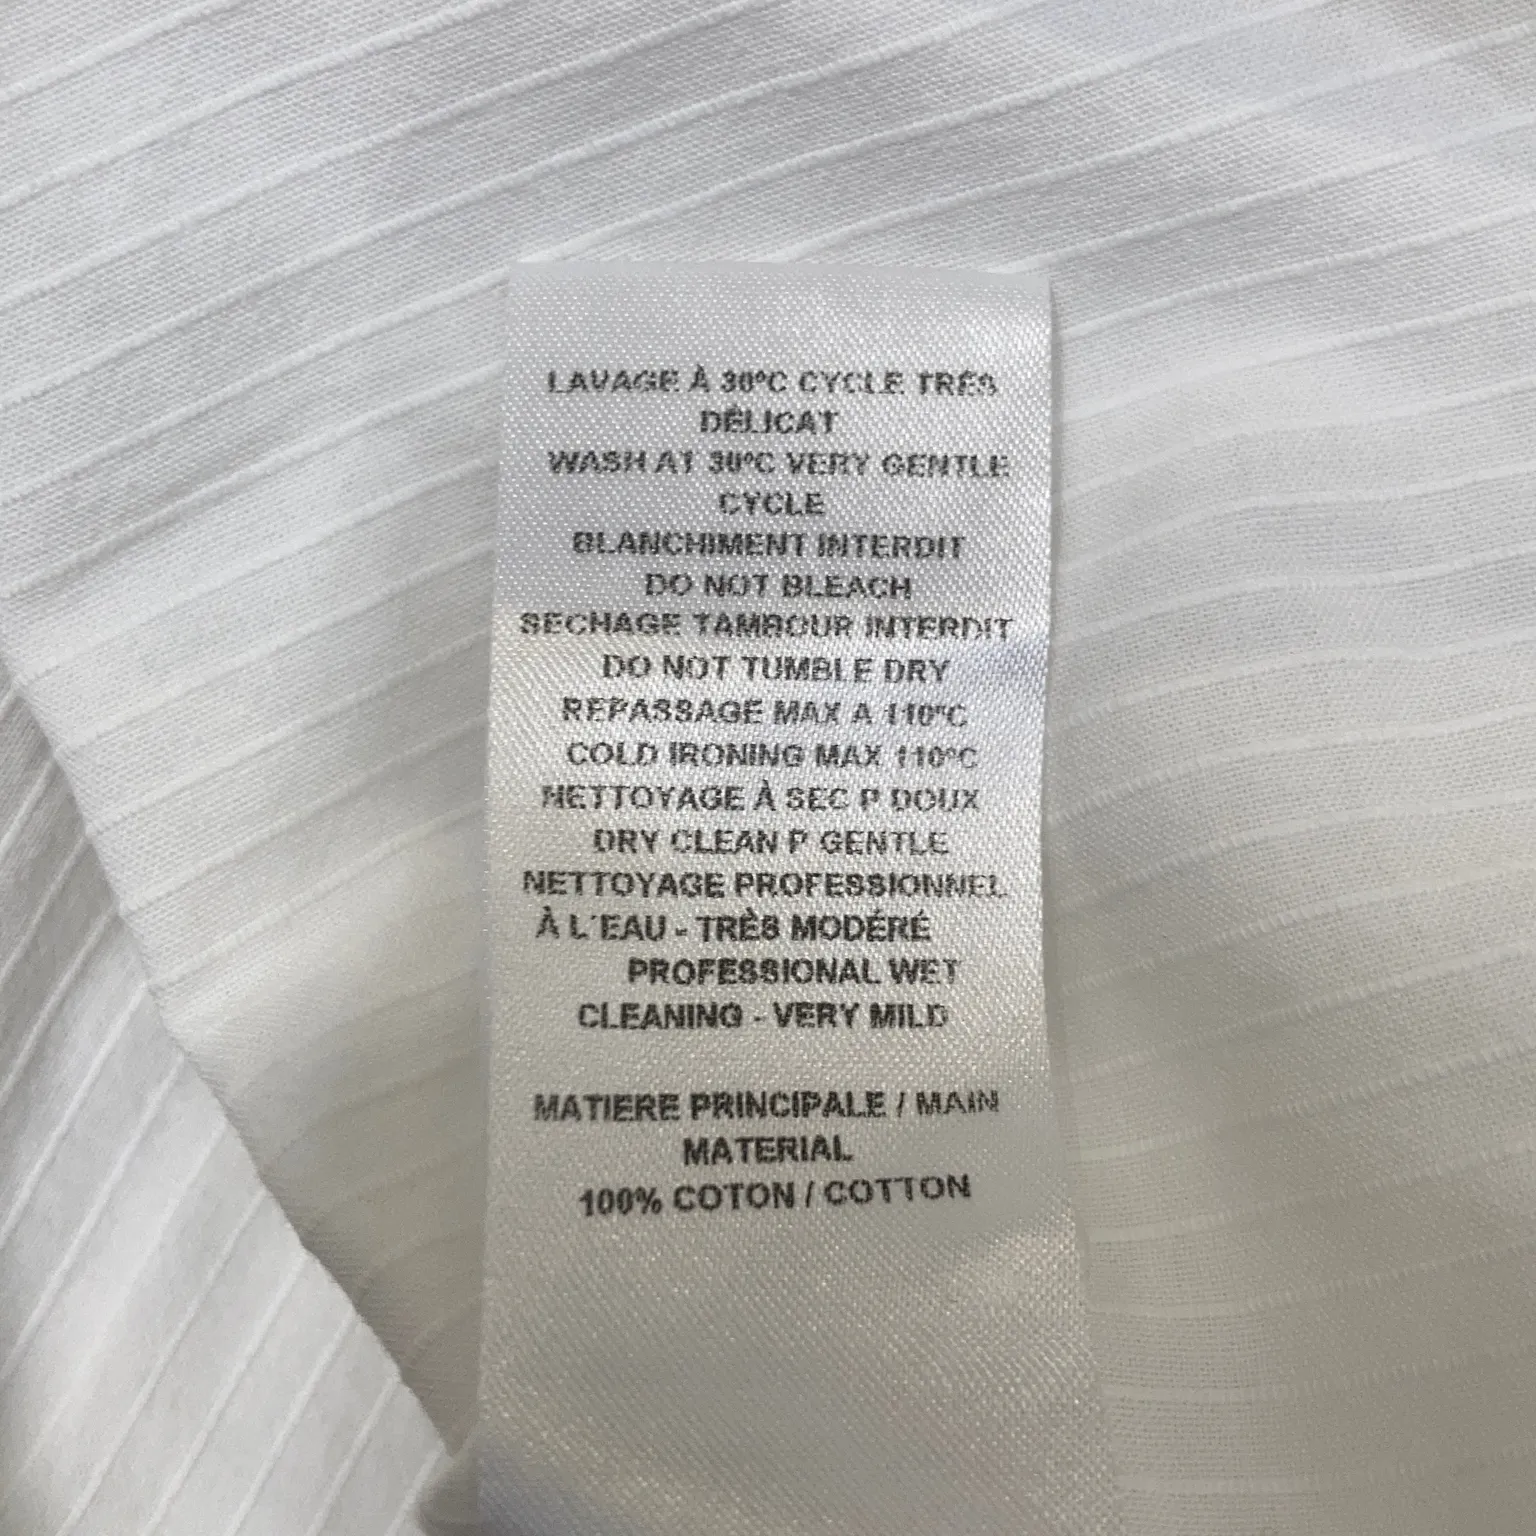 LAVAGE À 30°C CYCLE TRÉS
DÉLICAT
WASH AT 30°C VERY GENTLE
CYCLE
BLANCHIMENT INTERDIT
DO NOT BLEACH
SECHAGE TAMBOUR INTERDIT
DO NOT TUMBLE DRY
REPASSAGE MAX A 110°C
COLD IRONING MAX 110°C
NETTOYAGE À SEC P DOUX
DRY CLEAN P GENTLE
NETTOYAGE PROFESSIONNEL
À L'EAU - TRÈS MODÉRÉ
PROFESSIONAL WET
CLEANING - VERY MILD
MATIERE PRINCIPALE / MAIN
MATERIAL
100% COTON / COTTON